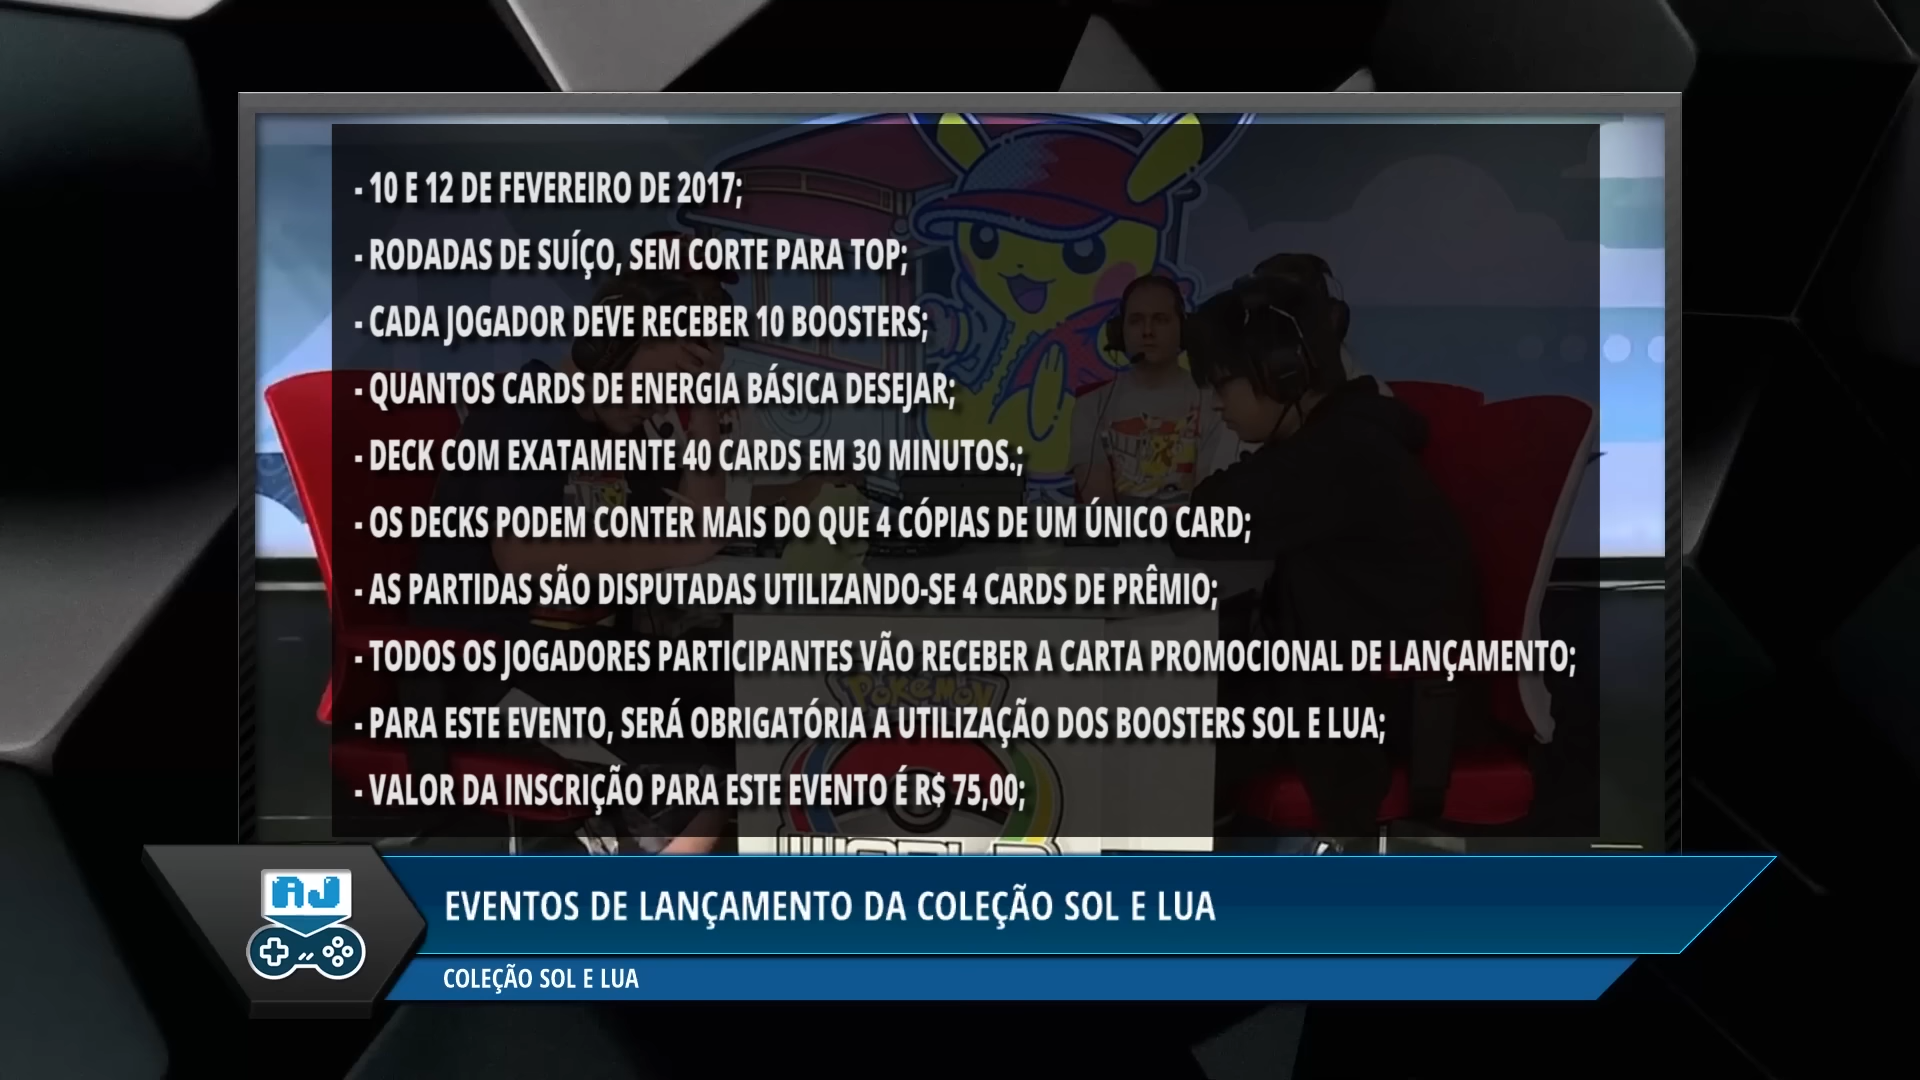 - 10 E 12 DE FEVEREIRO DE 2017;
- RODADAS DE SUÍÇO, SEM CORTE PARA TOP;
- CADA JOGADOR DEVE RECEBER 10 BOOSTERS;
- QUANTOS CARDS DE ENERGIA BÁSICA DESEJAR;
- DECK COM EXATAMENTE 40 CARDS EM 30 MINUTOS.;
- OS DECKS PODEM CONTER MAIS DO QUE 4 CÓPIAS DE UM ÚNICO CARD;
- AS PARTIDAS SÃO DISPUTADAS UTILIZANDO-SE 4 CARDS DE PRÊMIO;
- TODOS OS JOGADORES PARTICIPANTES VÃO RECEBER A CARTA PROMOCIONAL DE LANÇAMENTO;
POKéMON
- PARA ESTE EVENTO, SERÁ OBRIGATÓRIA A UTILIZAÇÃO DOS BOOSTERS SOL E LUA;
- VALOR DA INSCRIÇÃO PARA ESTE EVENTO É R$ 75,00;
AJ
EVENTOS DE LANÇAMENTO DA COLEÇÃO SOL E LUA
COLEÇÃO SOL E LUA